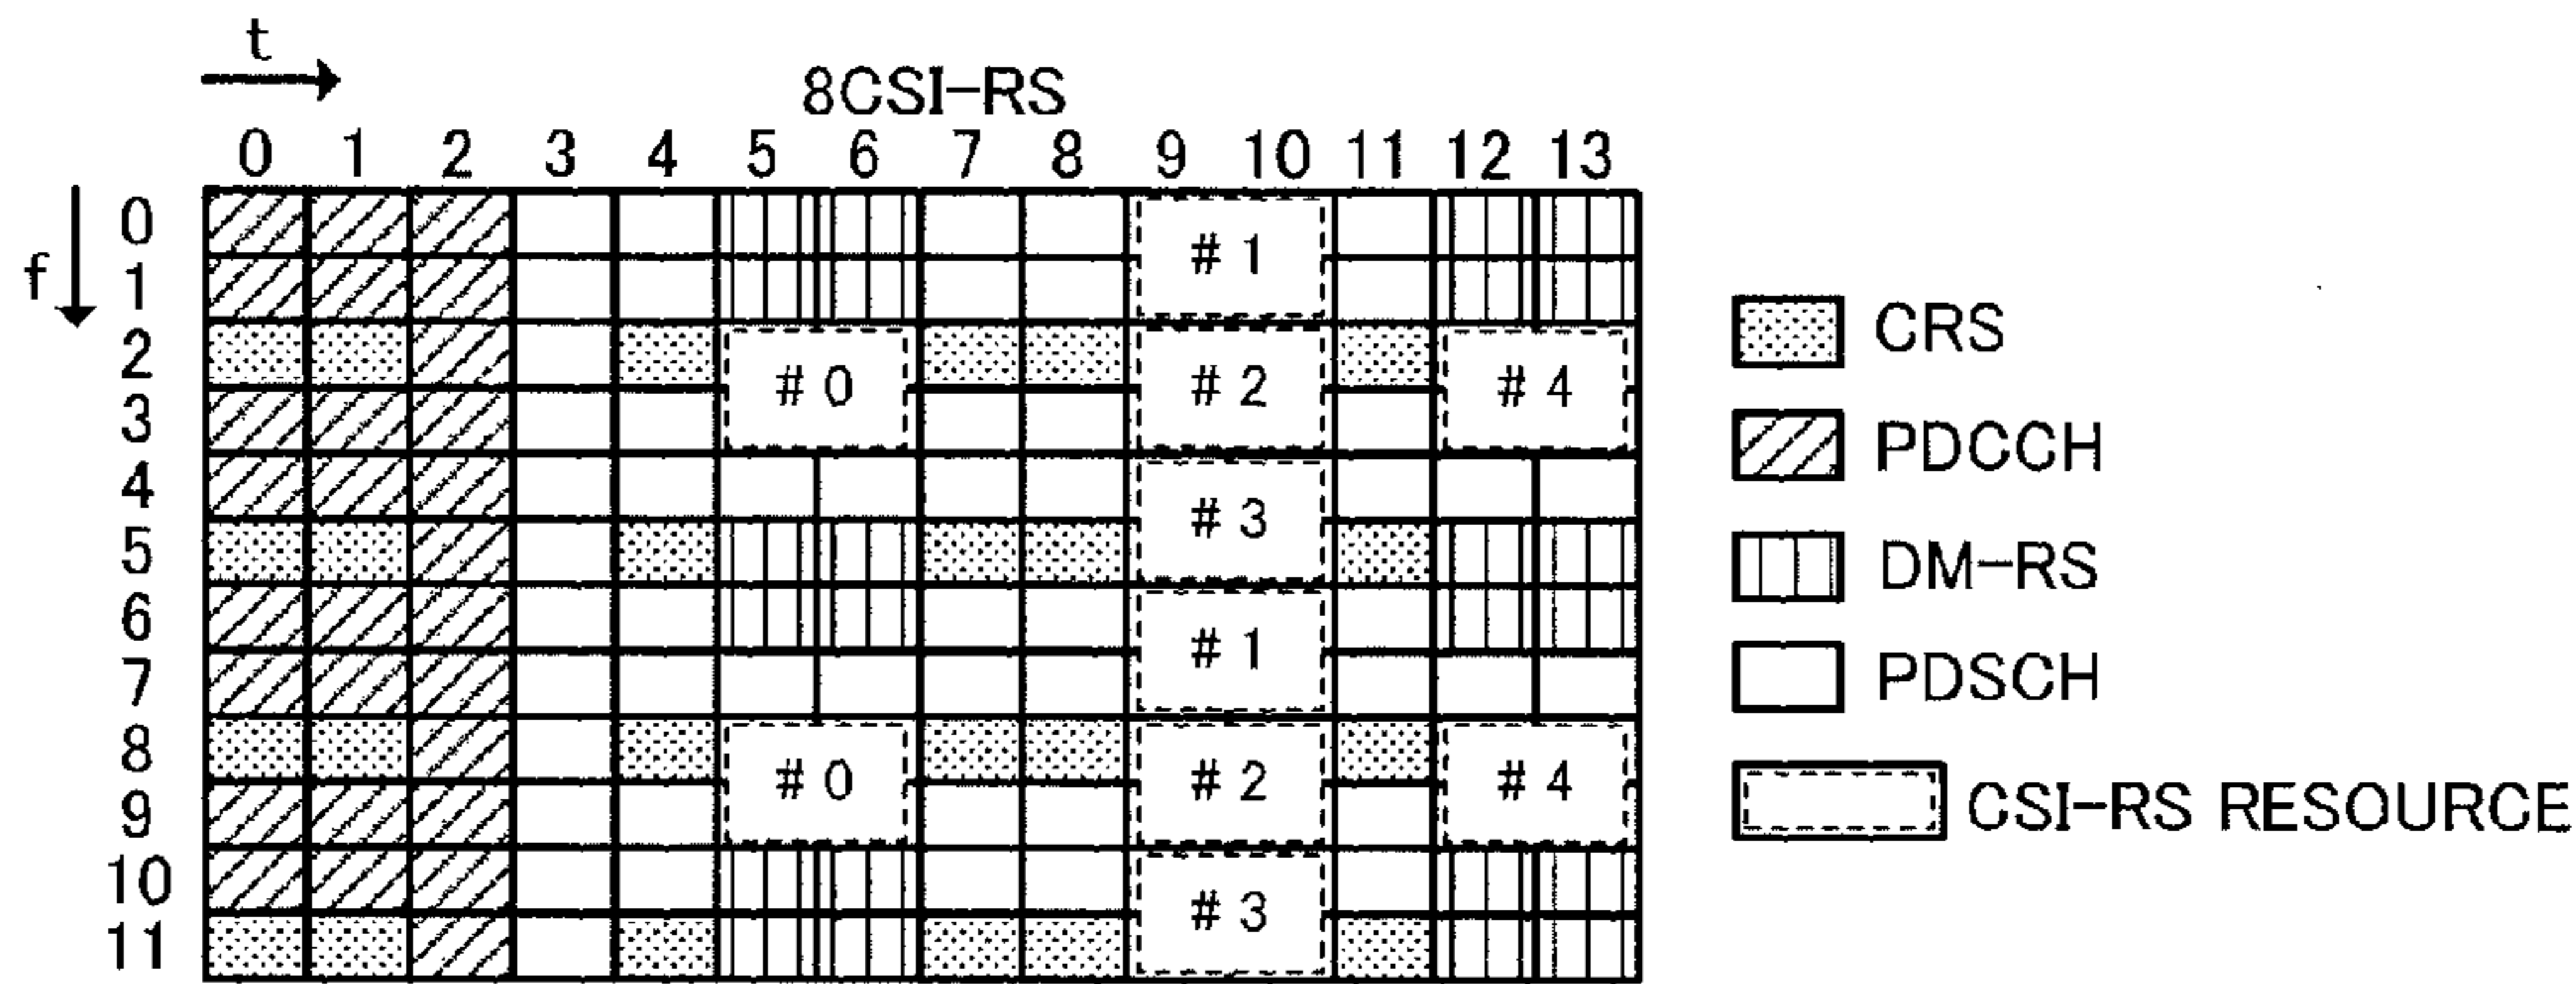 t
8CSI-RS
0 1 2 3 4 5 6 7 8 9 10 11 12 13
f
0 #1
1
2 #0 #2 #4
3
4 #3
5
6 #1
7
8 #0 #2 #4
9
10 #3
11
CRS
PDCCH
DM-RS
PDSCH
CSI-RS RESOURCE